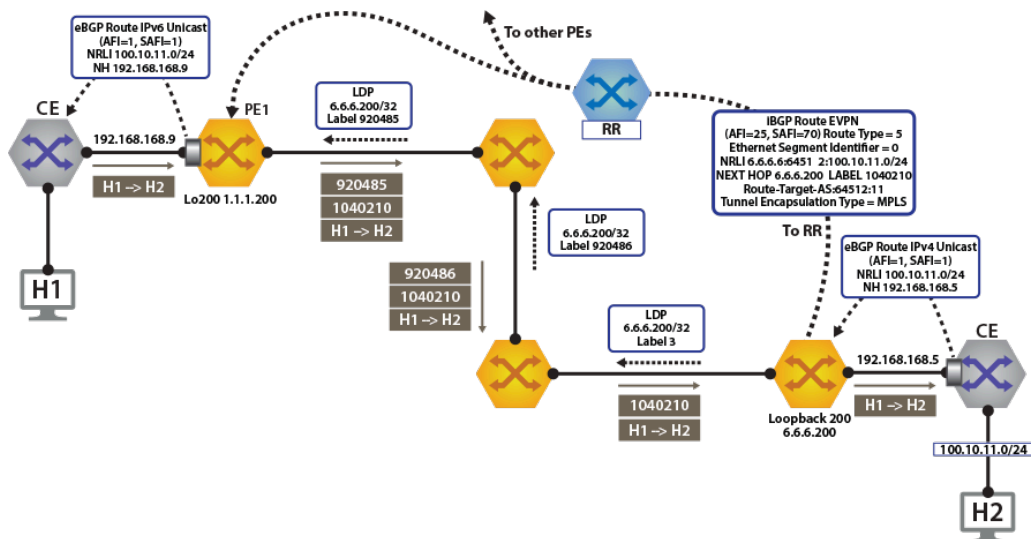 eBGP Route IPv6 Unicast
(AFI=1, SAFI=1)
NRLI 100.10.11.0/24
NH 192.168.168.9
To other PEs
CE
PE1
LDP
6.6.6.200/32
Label 920485
RR
IBGP Route EVPN
(AFI=25, SAFI=70) Route Type = 5
Ethernet Segment Identifier = 0
NRLI 6.6.6.6:6451 2:100.10.11.0/24
NEXT HOP 6.6.6.200 LABEL 1040210
Route-Target-AS:64512:11
Tunnel Encapsulation Type = MPLS
192.168.168.9
H1 --> H2
Lo200 1.1.1.200
920485
1040210
H1 --> H2
LDP
6.6.6.200/32
Label 920486
To RR
eBGP Route IPv4 Unicast
(AFI=1, SAFI=1)
NRLI 100.10.11.0/24
NH 192.168.168.5
H1
920486
1040210
H1 --> H2
LDP
6.6.6.200/32
Label 3
CE
192.168.168.5
1040210
H1 --> H2
Loopback 200
6.6.6.200
H1 --> H2
100.10.11.0/24
H2